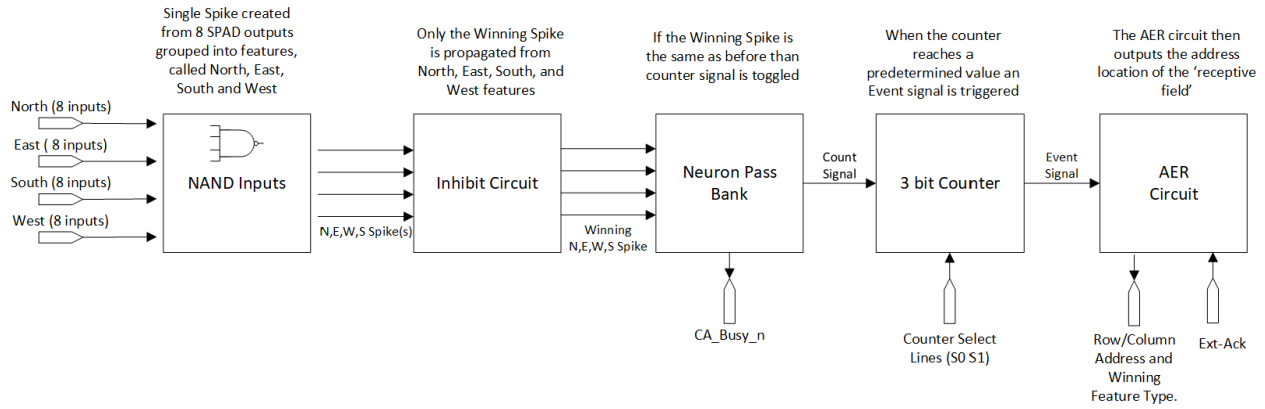 Single Spike created
from 8 SPAD outputs
grouped into features,
called North, East,
South and West
Only the Winning Spike
is propagated from
North, East, South, and
West features
If the Winning Spike is
the same as before than
counter signal is toggled
When the counter
reaches a
predetermined value an
Event signal is triggered
The AER circuit then
outputs the address
location of the ‘receptive
field’
North (8 inputs)
East ( 8 inputs)
South (8 inputs)
West (8 inputs)
NAND Inputs
N,E,W,S Spike(s)
Inhibit Circuit
Winning
N,E,W,S Spike
Neuron Pass
Bank
Count
Signal
3 bit Counter
Event
Signal
AER
Circuit
CA_Busy_n
Counter Select
Lines (S0 S1)
Row/Column
Address and
Winning
Feature Type.
Ext-Ack